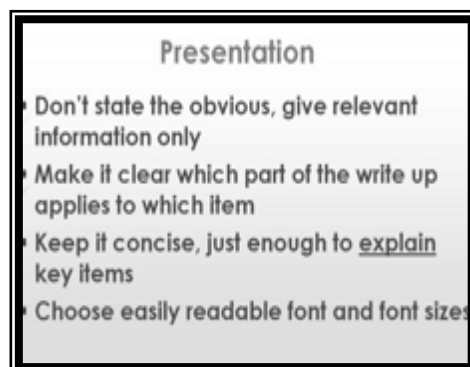 Presentation
• Don't state the obvious, give relevant
information only
• Make it clear which part of the write up
applies to which item
• Keep it concise, just enough to explain
key items
• Choose easily readable font and font sizes